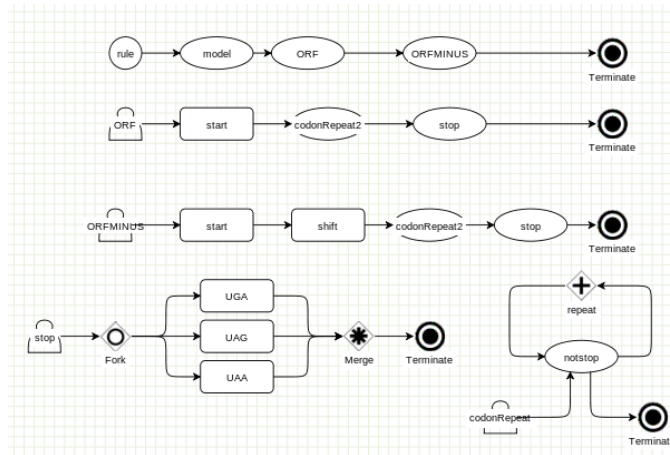 rule
model
ORF
ORFMINUS
Terminate
ORF
start
codonRepeat2
stop
Terminate
ORFMINUS
start
shift
codonRepeat2
stop
Terminate
UGA
repeat
stop
Fork
UAG
Merge
Terminate
UAA
notstop
codonRepeat
Terminat